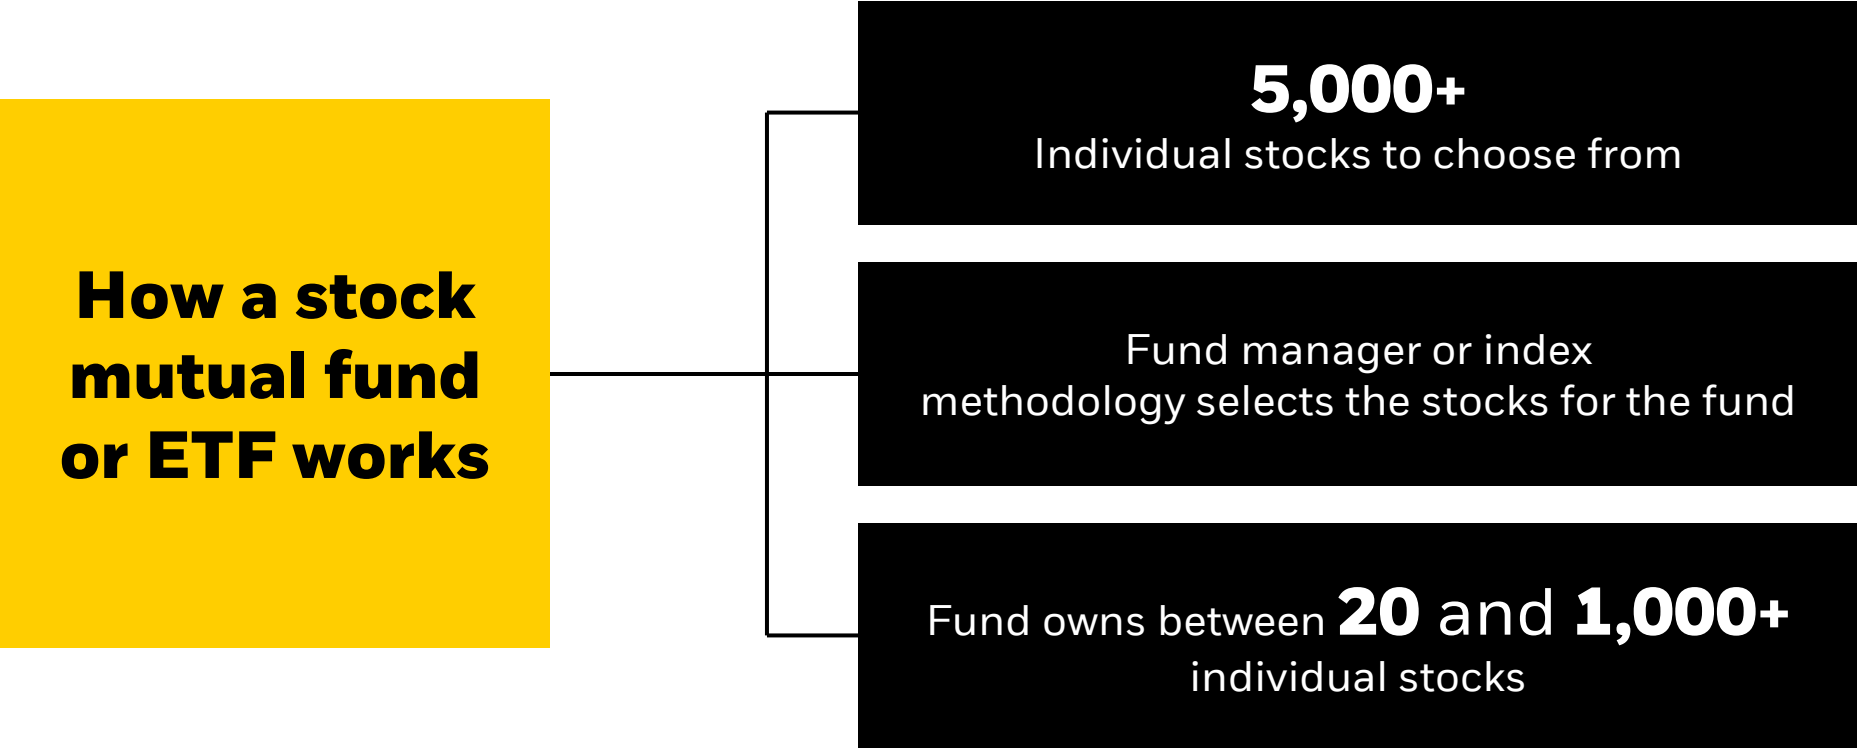 How a stock
mutual fund
or ETF works
5,000+
Individual stocks to choose from
Fund manager or index
methodology selects the stocks for the fund
Fund owns between 20 and 1,000+
individual stocks